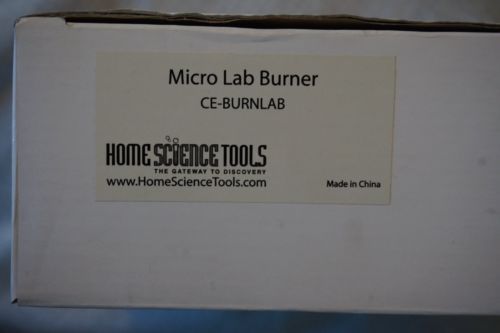 Micro Lab Burner
CE-BURNLAB
HOME SCIENCE TOOLS
THE GATEWAY TO DISCOVERY
www.HomeScienceTools.com
Made in China